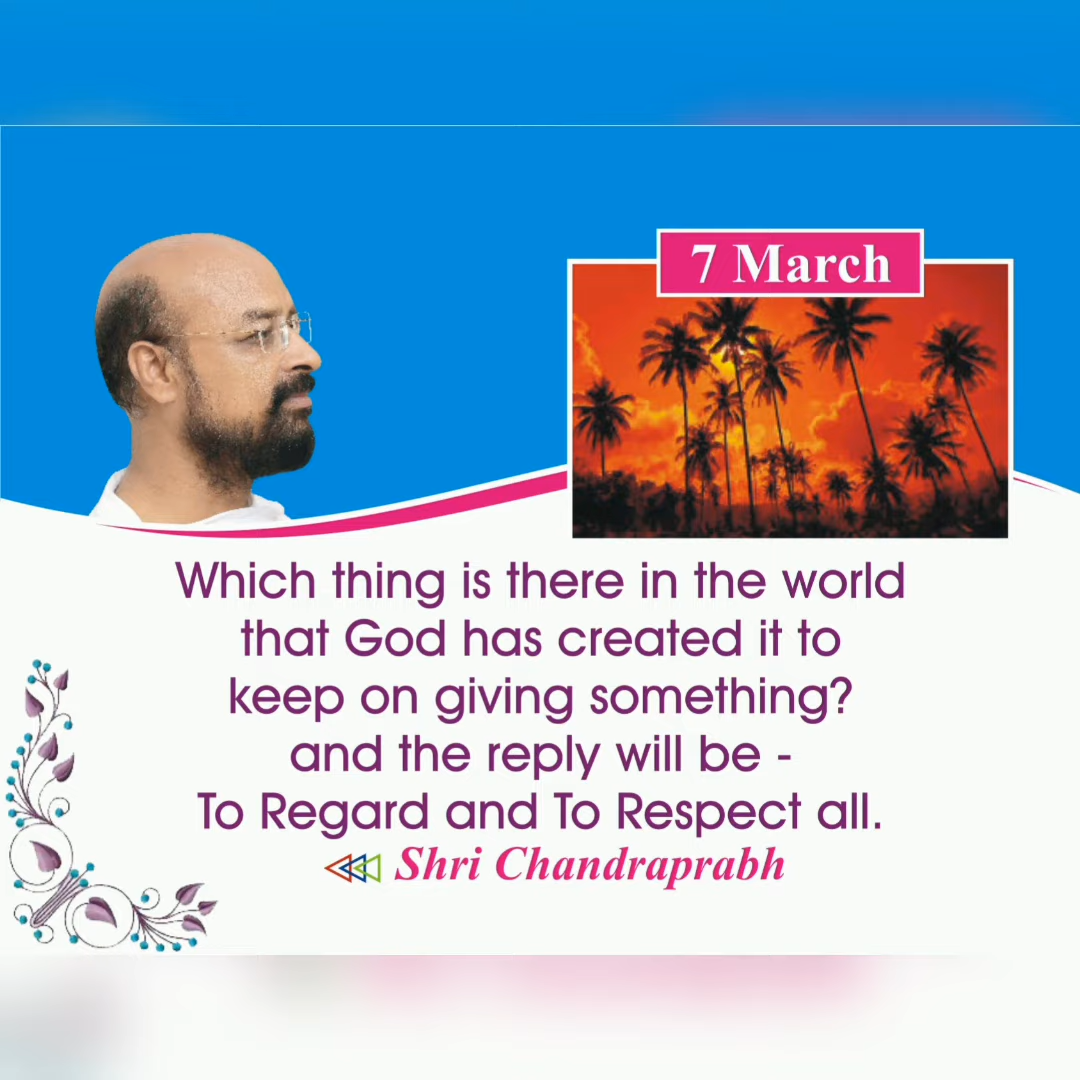 7 March
Which thing is there in the world
that God has created it to
keep on giving something?
and the reply will be -
To Regard and To Respect all.
Shri Chandraprabh